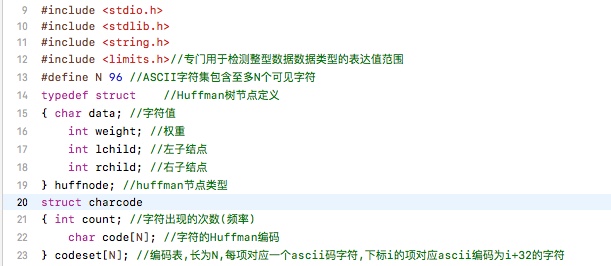 9 #include <stdio.h>
10 #include <stdlib.h>
11 #include <string.h>
12 #include <limits.h>//专门用于检测整型数据数据类型的表达值范围
13 #define N 96 //ASCII字符集包含至多N个可见字符
14 typedef struct //Huffman树节点定义
15 { char data; //字符值
16 int weight; //权重
17 int lchild; //左子结点
18 int rchild; //右子结点
19 } huffnode; //huffman节点类型
20 struct charcode
21 { int count; //字符出现的次数(频率)
22 char code[N]; //字符的Huffman编码
23 } codeset[N]; //编码表,长为N,每项对应一个ascii码字符,下标i的项对应ascii编码为i+32的字符